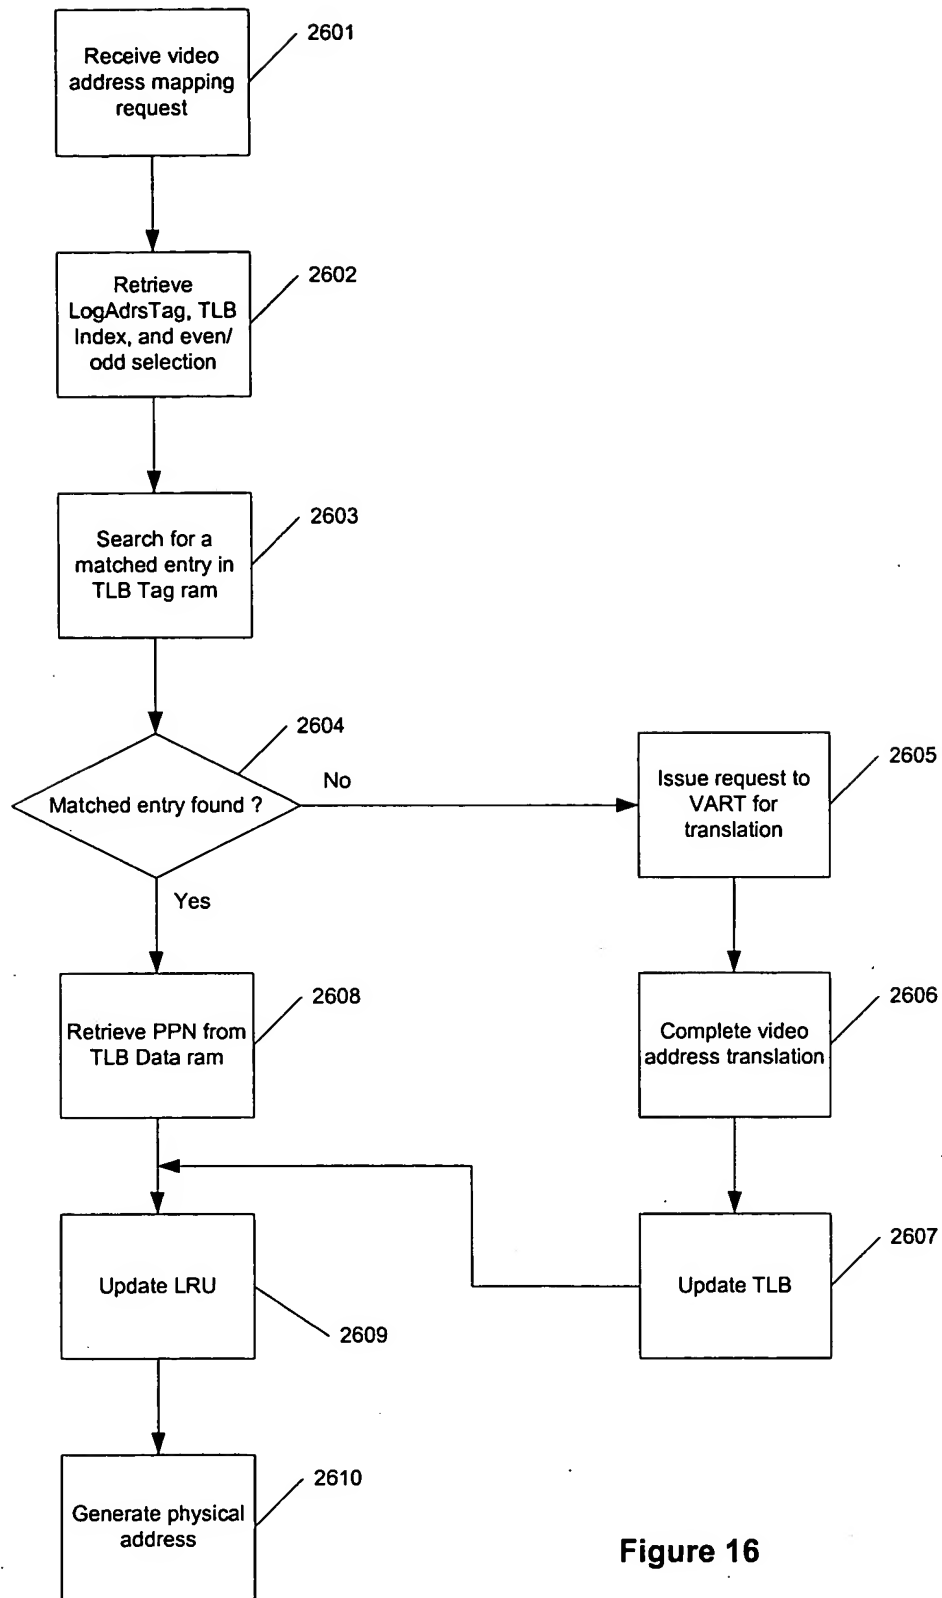 2601
Receive video
address mapping
request
2602
Retrieve
LogAdrsTag, TLB
Index, and even/
odd selection
2603
Search for a
matched entry in
TLB Tag ram
2604
Matched entry found ?
No
Yes
2605
Issue request to
VART for
translation
2608
Retrieve PPN from
TLB Data ram
2606
Complete video
address translation
2607
Update TLB
Update LRU
2609
2610
Generate physical
address
Figure 16